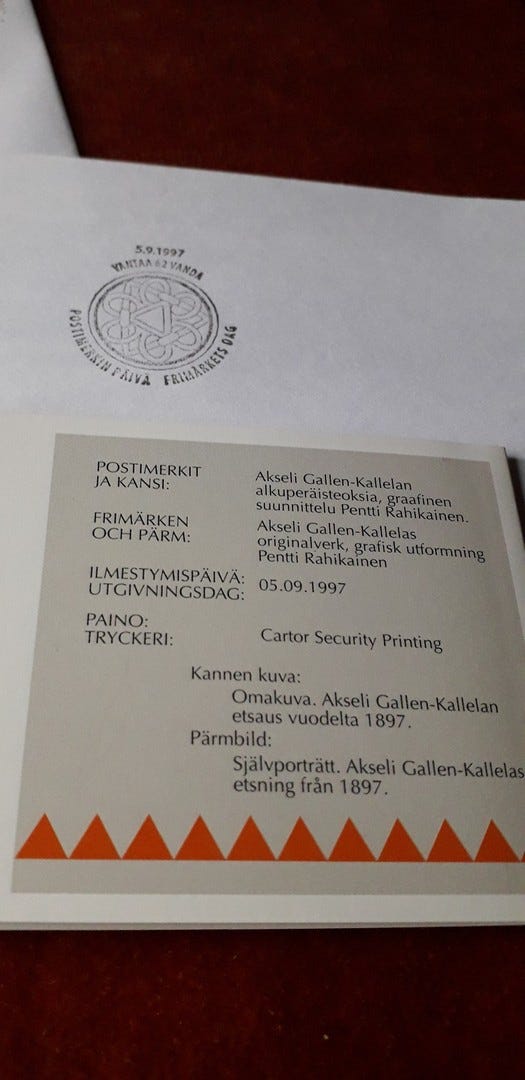 5.9.1997
VANTAA 62 VANDA
POSTIMERKIN PÄIVÄ FRIMÄRKETS DAG
POSTIMERKIT
JA KANSI:
Akseli Gallen-Kallelan
alkuperäisteoksia, graafinen
suunnittelu Pentti Rahikainen.
FRIMÄRKEN
OCH PÄRM:
Akseli Gallen-Kallelas
originalverk, grafisk utformning
Pentti Rahikainen
ILMESTYMISPÄIVÄ:
UTGIVNINGSDAG:
05.09.1997
PAINO:
TRYCKERI:
Cartor Security Printing
Kannen kuva:
Omakuva. Akseli Gallen-Kallelan
etsaus vuodelta 1897.
Pärmbild:
Självporträtt. Akseli Gallen-Kallelas
etsning från 1897.